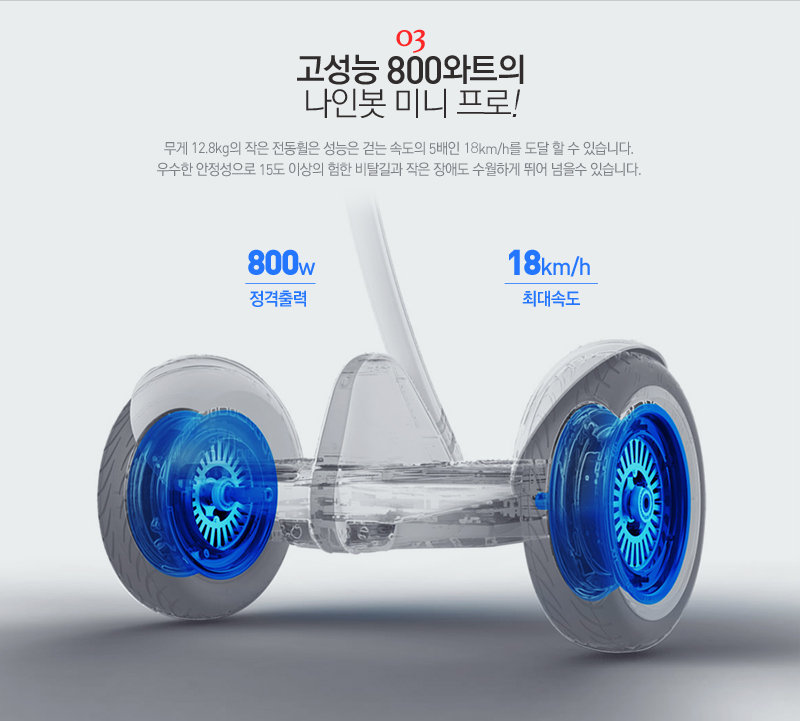 03
고성능 800와트의
나인봇 미니 프로!
무게 12.8kg의 작은 전동휠은 성능은 걷는 속도의 5배인 18km/h를 도달 할 수 있습니다.
우수한 안정성으로 15도 이상의 험한 비탈길과 작은 장애도 수월하게 뛰어 넘을수 있습니다.
800w
정격출력
18km/h
최대속도